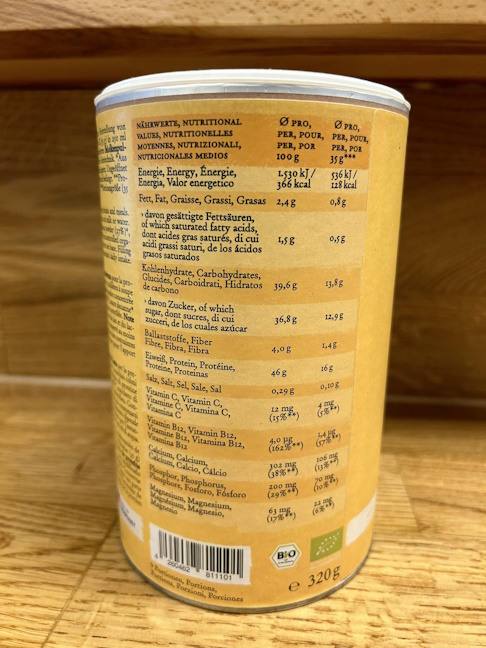 NÄHRWERTE, NUTRITIONAL
VALUES, NUTRITIONELLES
MOYENNES, NUTRIZIONALI,
NUTRICIONALES MEDIOS
Ø PRO,
PER, POUR,
PER, POR
100 g
Ø PRO,
PER, POUR,
PER, POR
35 g***
Energie, Energy, Énergie,
Energia, Valor energetico
1.530 kJ /
366 kcal
536 kJ /
128 kcal
Fett, Fat, Graisse, Grassi, Grasas 2,4 g 0,8 g
› davon gesättigte Fettsäuren,
of which saturated fatty acids,
dont acides gras saturés, di cui
acidi grassi saturi, de los ácidos
grasos saturados
1,5 g 0,5 g
Kohlenhydrate, Carbohydrates,
Glucides, Carboidrati, Hidratos
de carbono
39,6 g 13,8 g
› davon Zucker, of which
sugar, dont sucres, di cui
zuccheri, de los cuales azúcar
36,8 g 12,9 g
Ballaststoffe, Fiber
Fibre, Fibra, Fibra
4,0 g 1,4 g
Eiweiß, Protein, Protéine,
Proteine, Proteinas
46 g 16 g
Salz, Salt, Sel, Sale, Sal 0,29 g 0,10 g
Vitamin C, Vitamin C,
Vitamine C, Vitamina C,
Vitamina C
12 mg
(15%**)
4 mg
(5%**)
Vitamin B12, Vitamin B12,
Vitamine B12, Vitamina B12,
Vitamina B12
4,0 µg
(162%**)
1,4 µg
(57%**)
Calcium, Calcium,
Calcium, Calcio, Cálcio
302 mg
(38%**)
106 mg
(13%**)
Phosphor, Phosphorus,
Phosphore, Fosforo, Fósforo
200 mg
(29%**)
70 mg
(10%**)
Magnesium, Magnesium,
Magnésium, Magnesio,
Magnesio
63 mg
(17%**)
22 mg
(6%**)
4 260462 811101
BIO
℮ 320 g
9 Portionen, Portions,
Portions, Porzioni, Porciones